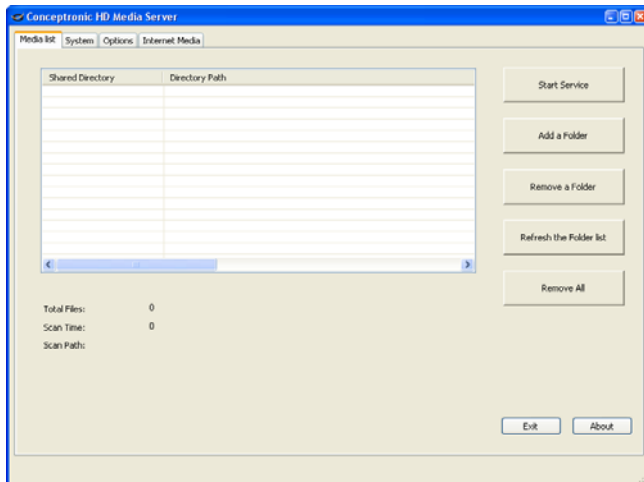 Conceptronic HD Media Server
Media list System Options Internet Media
Shared Directory Directory Path
Start Service
Add a Folder
Remove a Folder
Refresh the Folder list
Remove All
Total Files: 0
Scan Time: 0
Scan Path:
Exit About